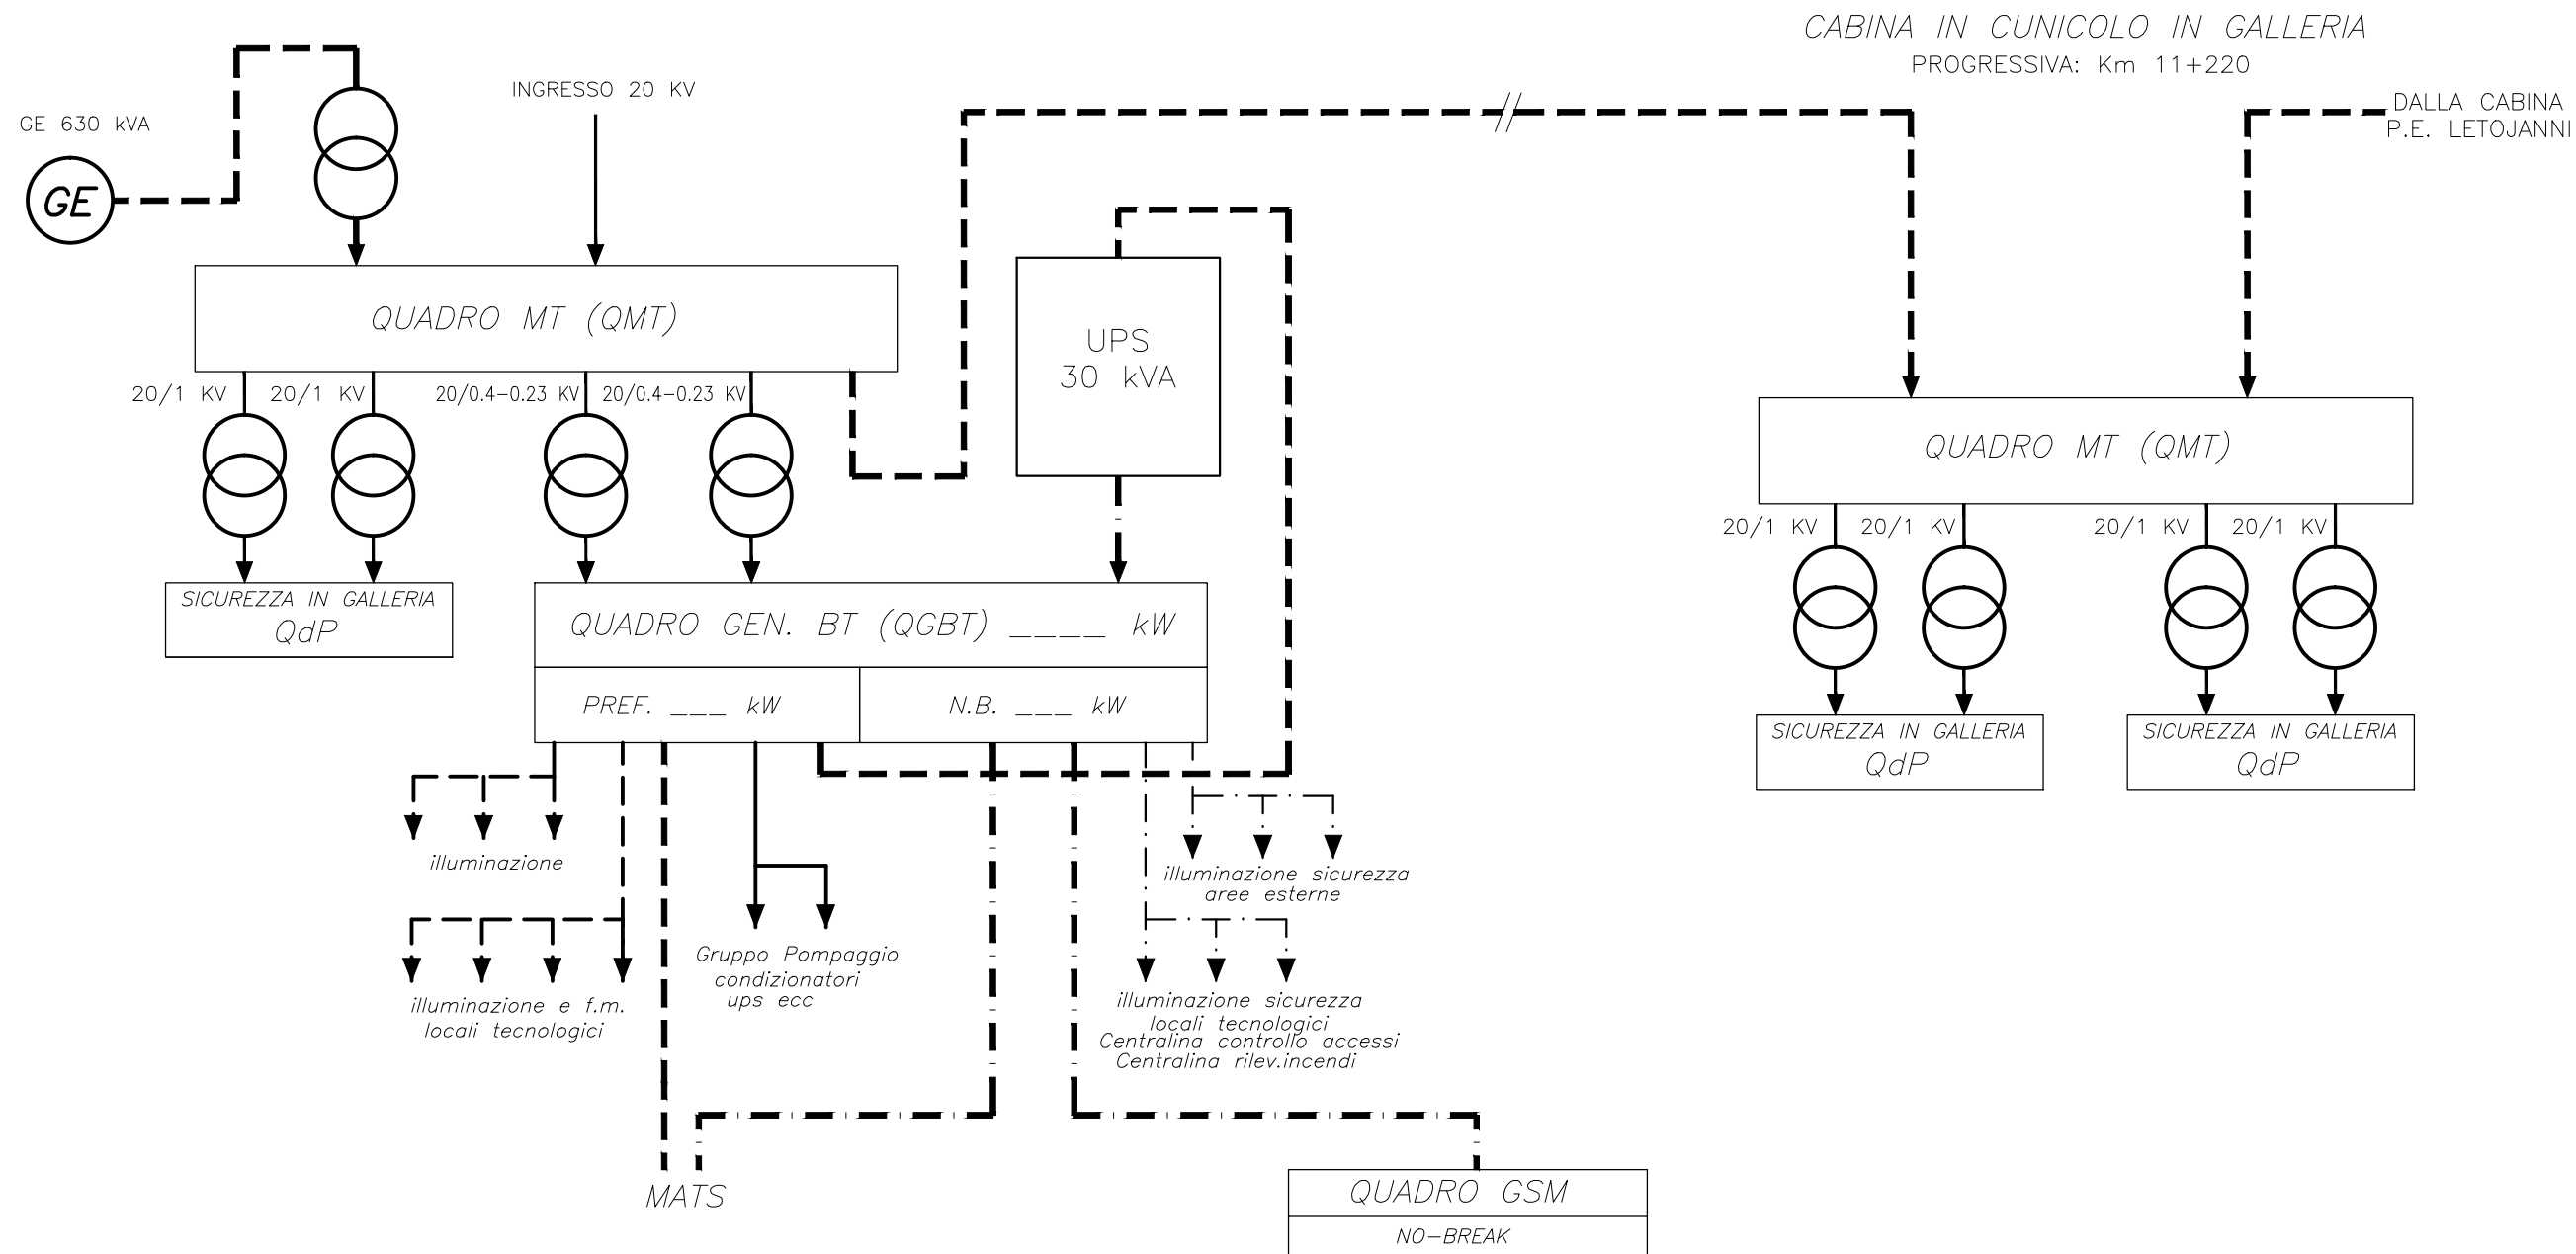 CABINA IN CUNICOLO IN GALLERIA
PROGRESSIVA: Km 11+220
INGRESSO 20 KV
DALLA CABINA
P.E. LETOJANNI
GE 630 kVA
GE
QUADRO MT (QMT)
UPS
30 kVA
20/1 KV
20/1 KV
20/0.4-0.23 KV
20/0.4-0.23 KV
QUADRO MT (QMT)
20/1 KV
20/1 KV
20/1 KV
20/1 KV
SICUREZZA IN GALLERIA
QdP
QUADRO GEN. BT (QGBT) ____ kW
PREF. ___ kW
N.B. ___ kW
SICUREZZA IN GALLERIA
QdP
SICUREZZA IN GALLERIA
QdP
illuminazione
illuminazione sicurezza
aree esterne
Gruppo Pompaggio
condizionatori
ups ecc
illuminazione e f.m.
locali tecnologici
illuminazione sicurezza
locali tecnologici
Centralina controllo accessi
Centralina rilev.incendi
MATS
QUADRO GSM
NO-BREAK